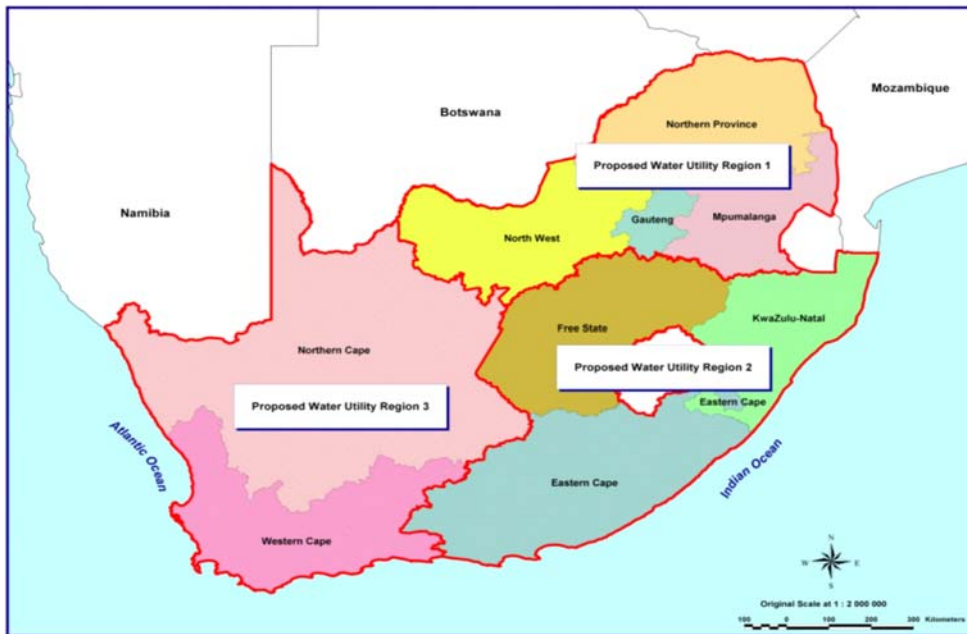 Mozambique
Botswana
Northern Province
Proposed Water Utility Region 1
Namibia
Gauteng
Mpumalanga
North West
KwaZulu-Natal
Free State
Northern Cape
Proposed Water Utility Region 2
Eastern Cape
Proposed Water Utility Region 3
Atlantic Ocean
Indian Ocean
Eastern Cape
Western Cape
N
W
E
S
Original Scale at 1 : 2 000 000
100 0 100 200 300 Kilometers